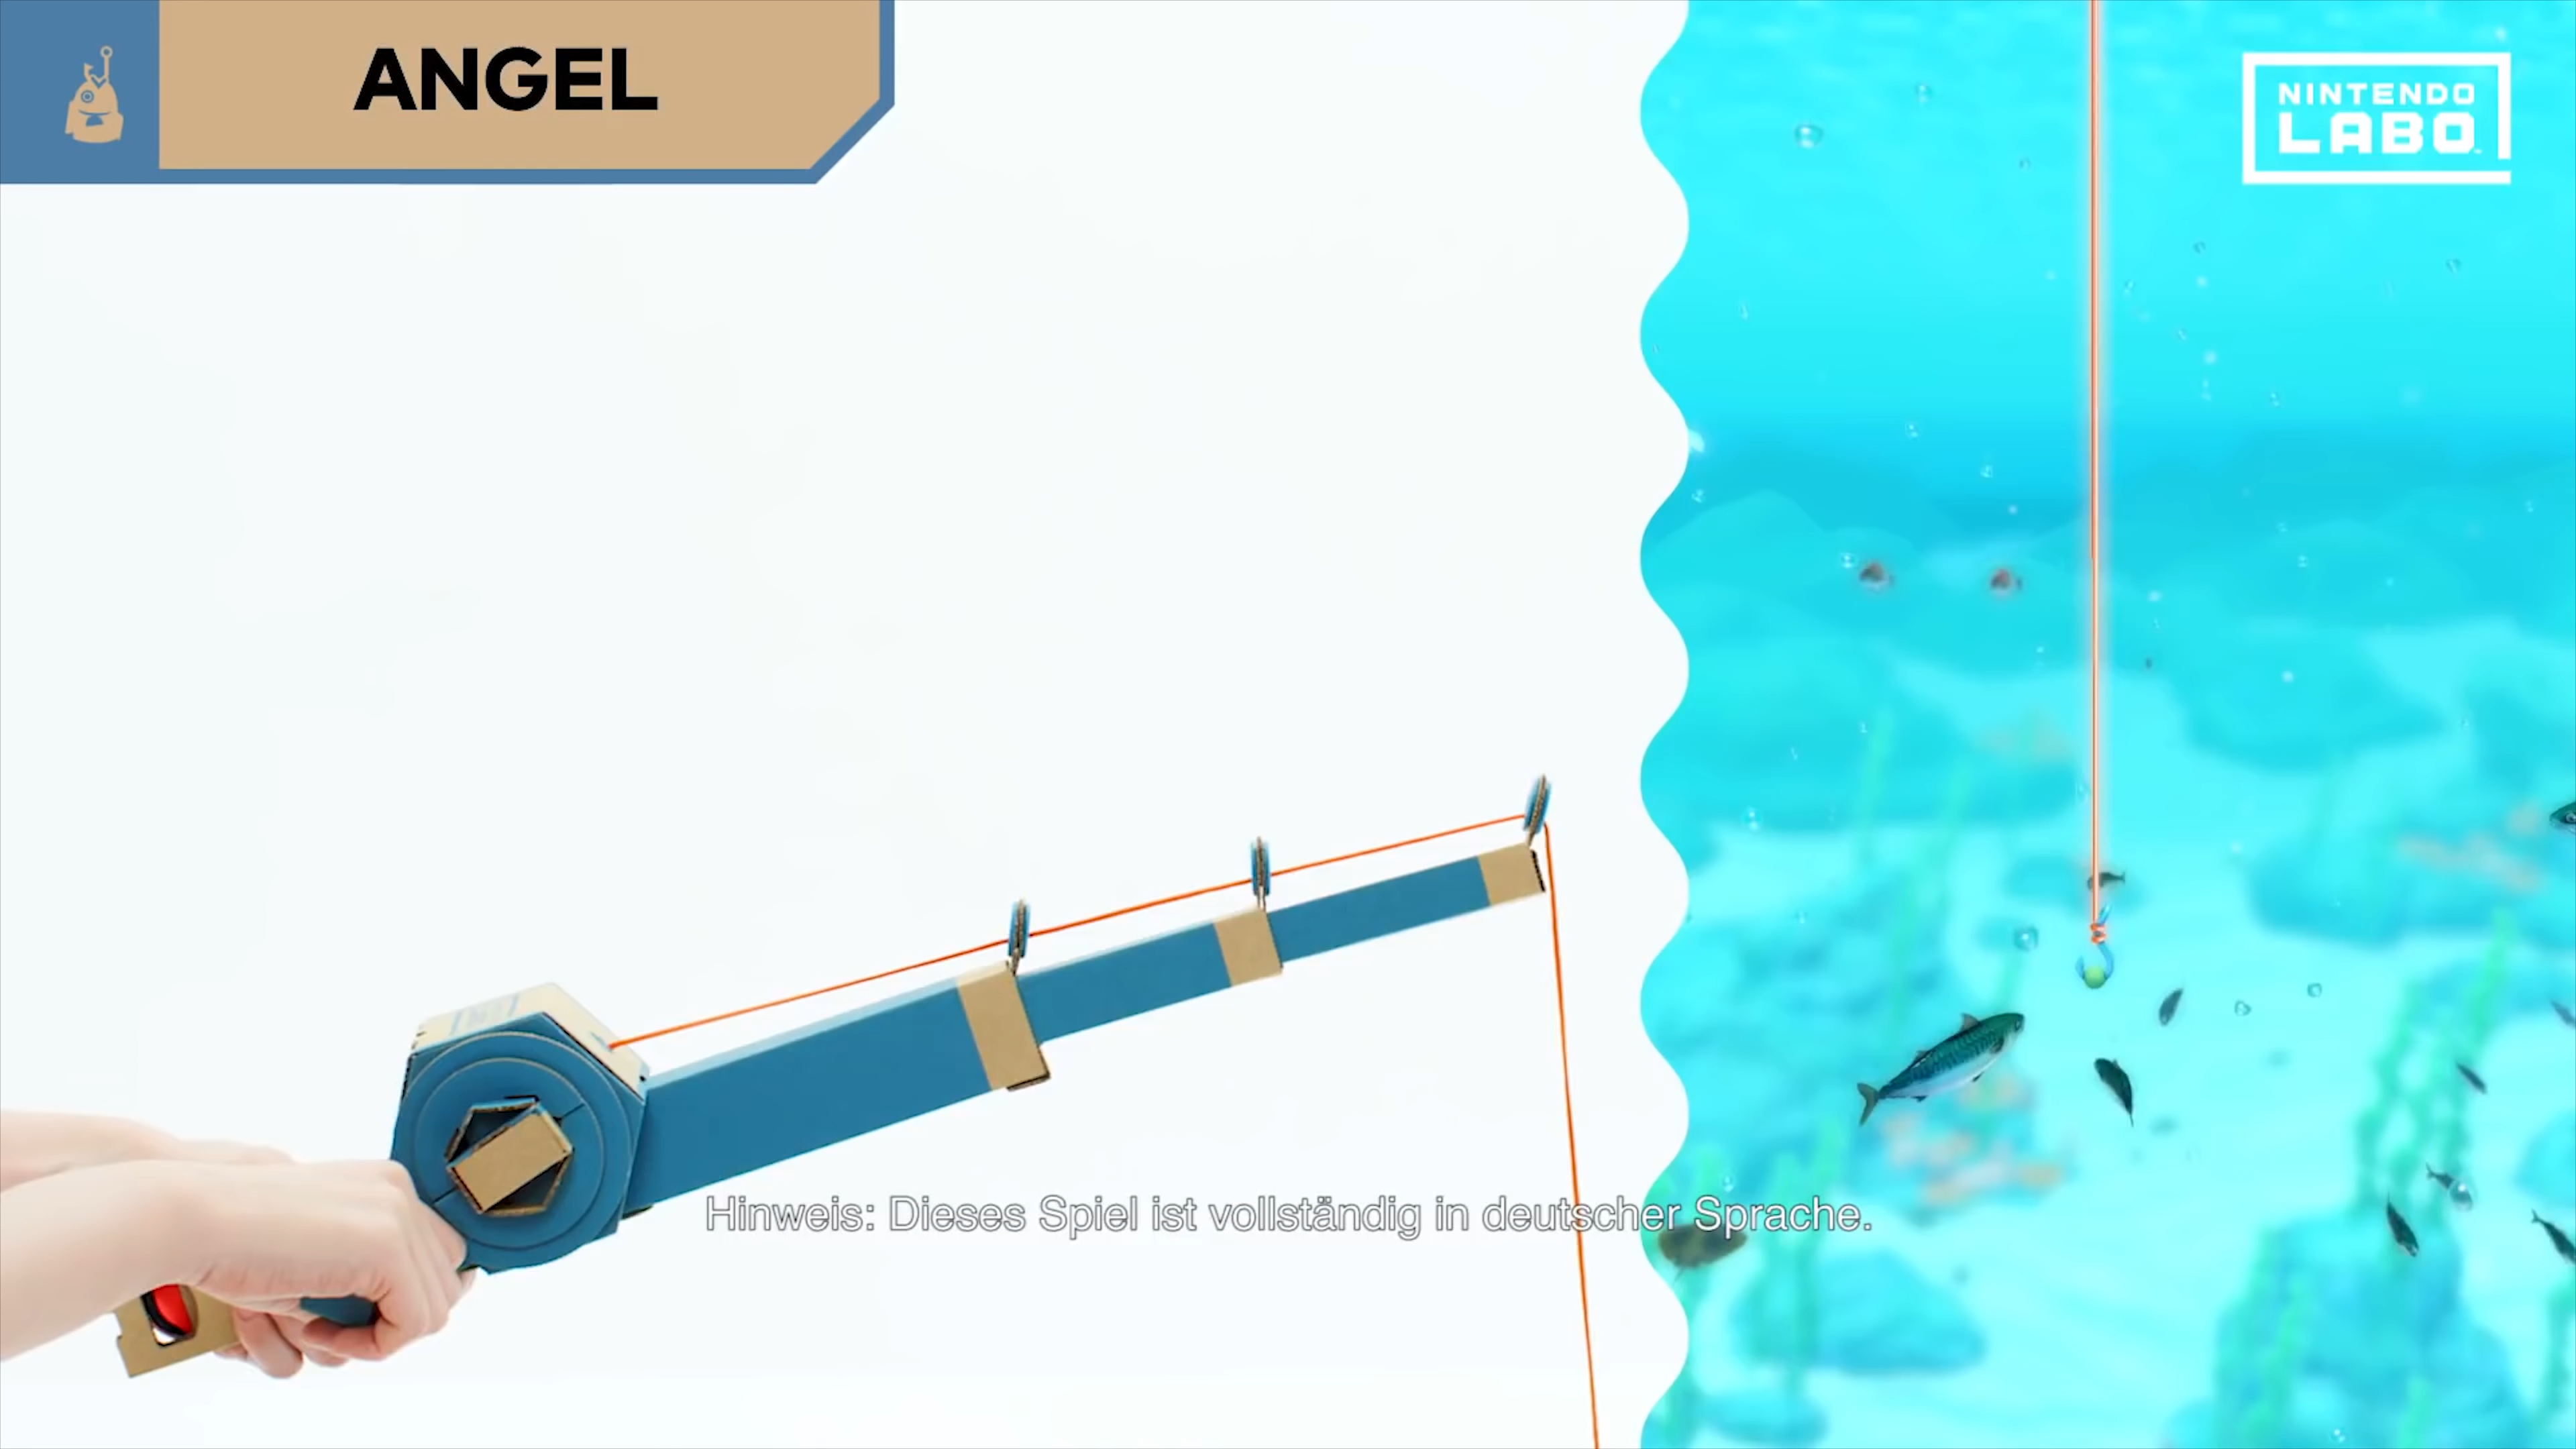 ANGEL
NINTENDO
LABO
Hinweis: Dieses Spiel ist vollständig in deutscher Sprache.